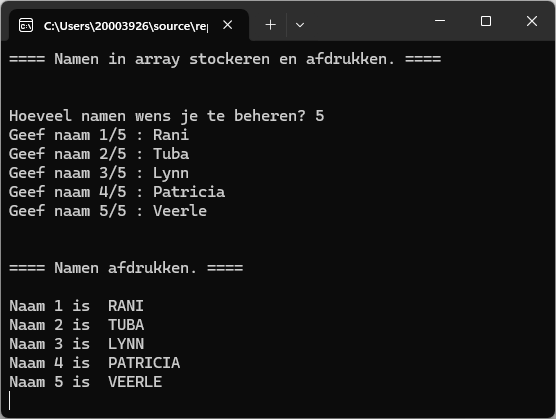 C:\Users\20003926\source\rep
==== Namen in array stockeren en afdrukken. ====
Hoeveel namen wens je te beheren? 5
Geef naam 1/5 : Rani
Geef naam 2/5 : Tuba
Geef naam 3/5 : Lynn
Geef naam 4/5 : Patricia
Geef naam 5/5 : Veerle
==== Namen afdrukken. ====
Naam 1 is  RANI
Naam 2 is  TUBA
Naam 3 is  LYNN
Naam 4 is  PATRICIA
Naam 5 is  VEERLE